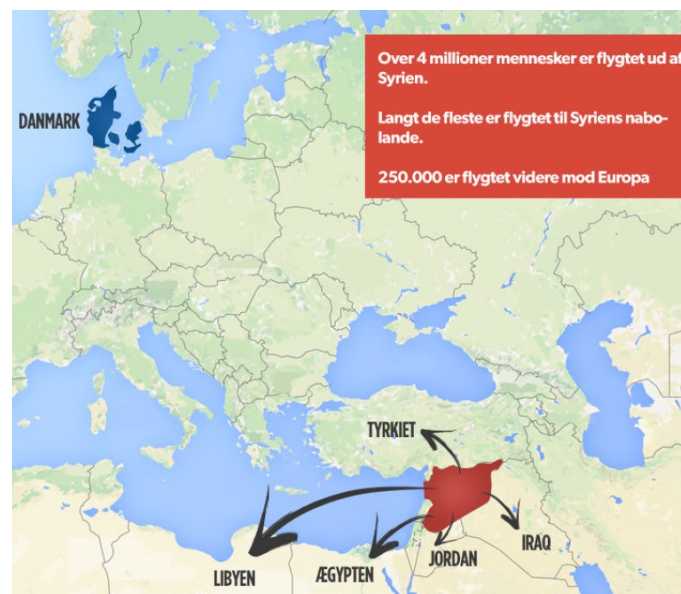 Over 4 millioner mennesker er flygtet ud af
Syrien.
Langt de fleste er flygtet til Syriens nabo-
lande.
250.000 er flygtet videre mod Europa
DANMARK
TYRKIET
IRAQ
JORDAN
ÆGYPTEN
LIBYEN